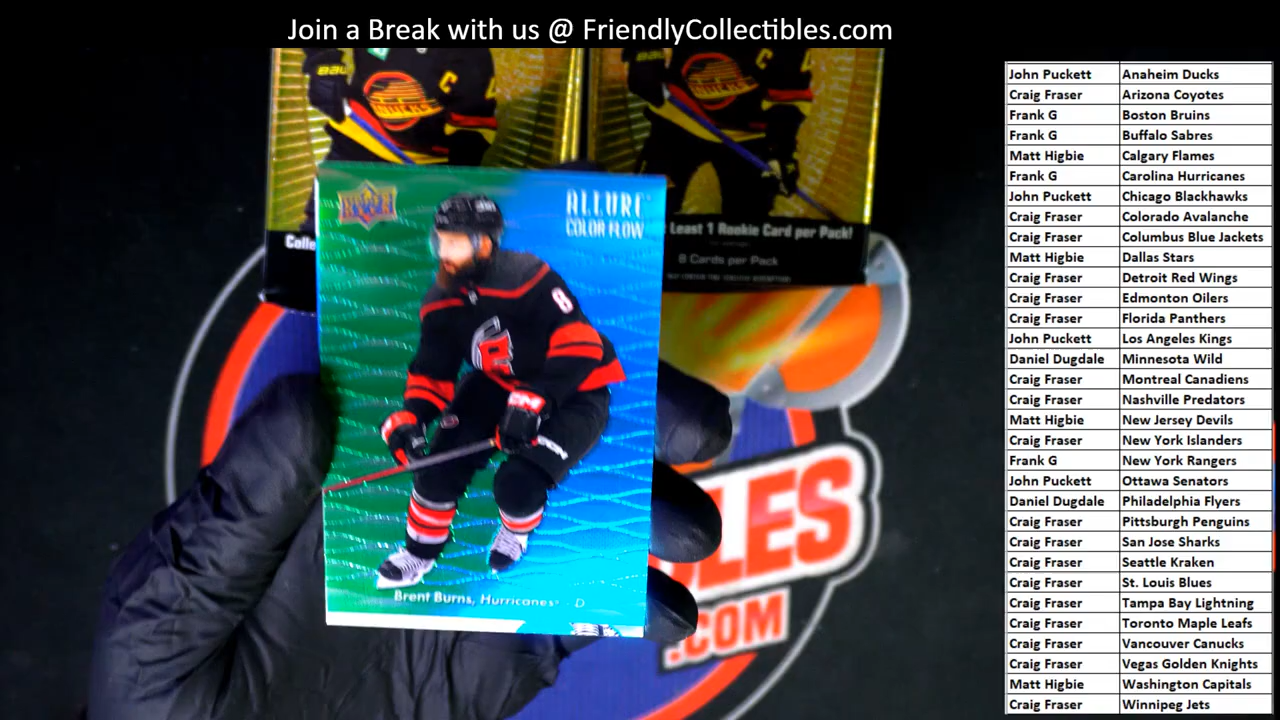 Join a Break with us @ FriendlyCollectibles.com
BAU
C
C
Least 1 Rookie Card per Pack!
8 Cards per Pack
Colle
UPPER DECK
ALLURE
COLOR FLOW
8
Brent Burns, Hurricanes · D
LES
.COM
John Puckett Anaheim Ducks
Craig Fraser Arizona Coyotes
Frank G Boston Bruins
Frank G Buffalo Sabres
Matt Higbie Calgary Flames
Frank G Carolina Hurricanes
John Puckett Chicago Blackhawks
Craig Fraser Colorado Avalanche
Craig Fraser Columbus Blue Jackets
Matt Higbie Dallas Stars
Craig Fraser Detroit Red Wings
Craig Fraser Edmonton Oilers
Craig Fraser Florida Panthers
John Puckett Los Angeles Kings
Daniel Dugdale Minnesota Wild
Craig Fraser Montreal Canadiens
Craig Fraser Nashville Predators
Matt Higbie New Jersey Devils
Craig Fraser New York Islanders
Frank G New York Rangers
John Puckett Ottawa Senators
Daniel Dugdale Philadelphia Flyers
Craig Fraser Pittsburgh Penguins
Craig Fraser San Jose Sharks
Craig Fraser Seattle Kraken
Craig Fraser St. Louis Blues
Craig Fraser Tampa Bay Lightning
Craig Fraser Toronto Maple Leafs
Craig Fraser Vancouver Canucks
Craig Fraser Vegas Golden Knights
Matt Higbie Washington Capitals
Craig Fraser Winnipeg Jets